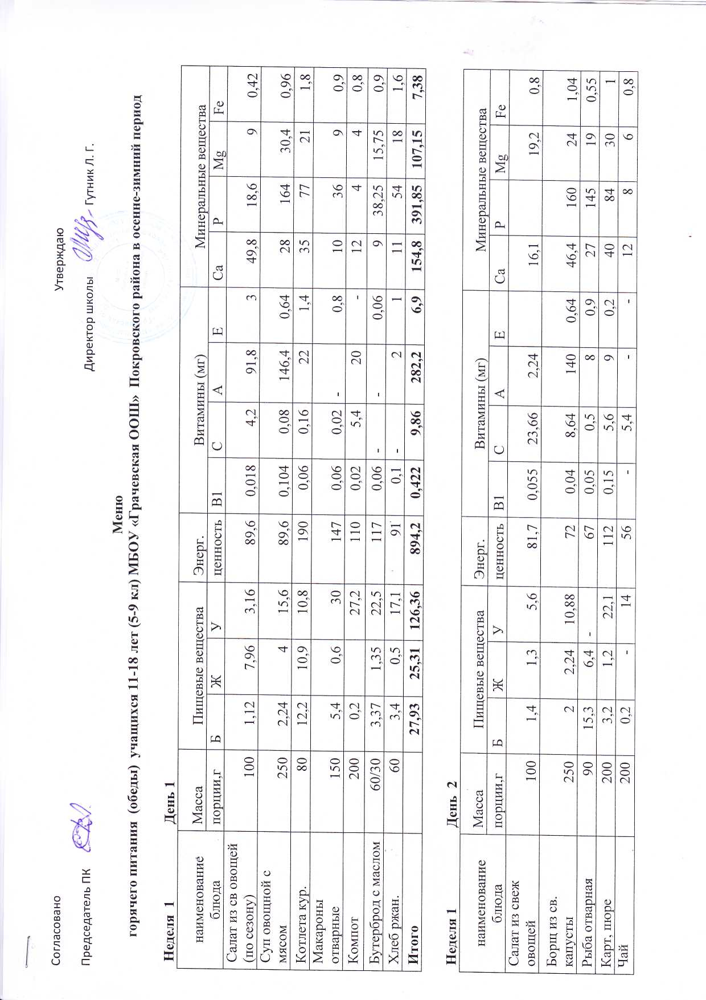 Согласовано Утверждаю
Председатель ПК Директор школы Гутник Л. Г.
Меню
горячего питания (обеды) учащихся 11-18 лет (5-9 кл) МБОУ «Грачевская ООШ» Покровского района в осенне-зимний период
Неделя 1 День 1
наименование Масса Пищевые вещества Энерг. Витамины (мг) Минеральные вещества
блюда порции,г Б Ж У ценность В1 С А Е Са Р Mg Fe
Салат из св овощей 100 1,12 7,96 3,16 89,6 0,018 4,2 91,8 3 49,8 18,6 9 0,42
(по сезону)
Суп овощной с 250 2,24 4 15,6 89,6 0,104 0,08 146,4 0,64 28 164 30,4 0,96
мясом
Котлета кур. 80 12,2 10,9 10,8 190 0,06 0,16 22 1,4 35 77 21 1,8
Макароны
отварные 150 5,4 0,6 30 147 0,06 0,02 - 0,8 10 36 9 0,9
Компот 200 0,2 27,2 110 0,02 5,4 20 - 12 4 4 0,8
Бутерброд с маслом 60/30 3,37 1,35 22,5 117 0,06 - - 0,06 9 38,25 15,75 0,9
Хлеб ржан. 60 3,4 0,5 17,1 91 0,1 - 2 1 11 54 18 1,6
Итого 27,93 25,31 126,36 894,2 0,422 9,86 282,2 6,9 154,8 391,85 107,15 7,38
Неделя 1 День 2
наименование Масса Пищевые вещества Энерг. Витамины (мг) Минеральные вещества
блюда порции,г Б Ж У ценность В1 С А Е Са Р Mg Fe
Салат из свеж
овощей 100 1,4 1,3 5,6 81,7 0,055 23,66 2,24 16,1 19,2 0,8
Борщ из св.
капусты 250 2 2,24 10,88 72 0,04 8,64 140 0,64 46,4 160 24 1,04
Рыба отварная 90 15,3 6,4 - 67 0,05 0,5 8 0,9 27 145 19 0,55
Карт, пюре 200 3,2 1,2 22,1 112 0,15 5,6 9 0,2 40 84 30 1
Чай 200 0,2 - 14 56 - 5,4 - - 12 8 6 0,8